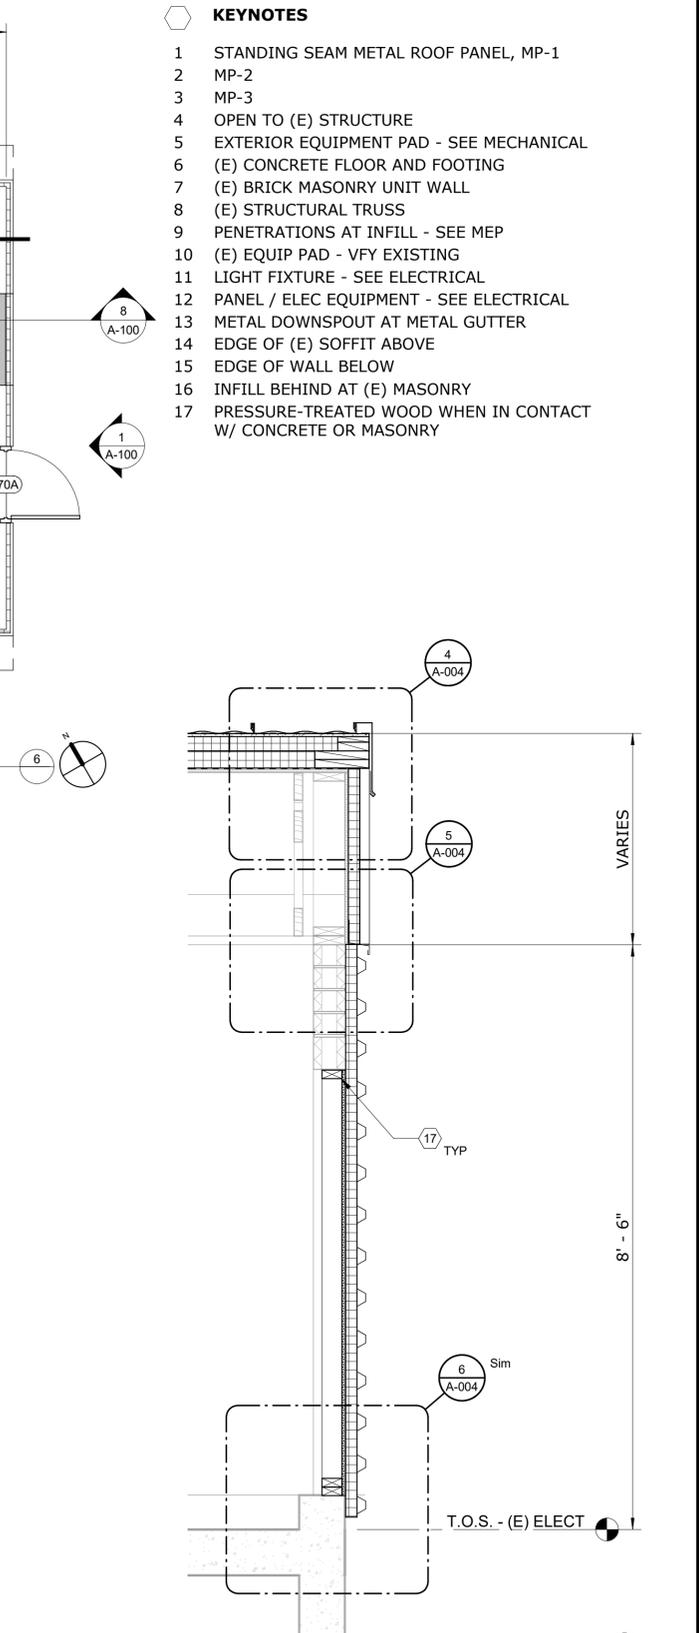 KEYNOTES
1 STANDING SEAM METAL ROOF PANEL, MP-1
2 MP-2
3 MP-3
4 OPEN TO (E) STRUCTURE
5 EXTERIOR EQUIPMENT PAD - SEE MECHANICAL
6 (E) CONCRETE FLOOR AND FOOTING
7 (E) BRICK MASONRY UNIT WALL
8 (E) STRUCTURAL TRUSS
9 PENETRATIONS AT INFILL - SEE MEP
10 (E) EQUIP PAD - VFY EXISTING
11 LIGHT FIXTURE - SEE ELECTRICAL
12 PANEL / ELEC EQUIPMENT - SEE ELECTRICAL
13 METAL DOWNSPOUT AT METAL GUTTER
14 EDGE OF (E) SOFFIT ABOVE
15 EDGE OF WALL BELOW
16 INFILL BEHIND AT (E) MASONRY
17 PRESSURE-TREATED WOOD WHEN IN CONTACT
W/ CONCRETE OR MASONRY
8
A-100
1
A-100
70A
6
N
4
A-004
5
A-004
VARIES
17
TYP
8' - 6"
6
A-004
Sim
T.O.S. - (E) ELECT